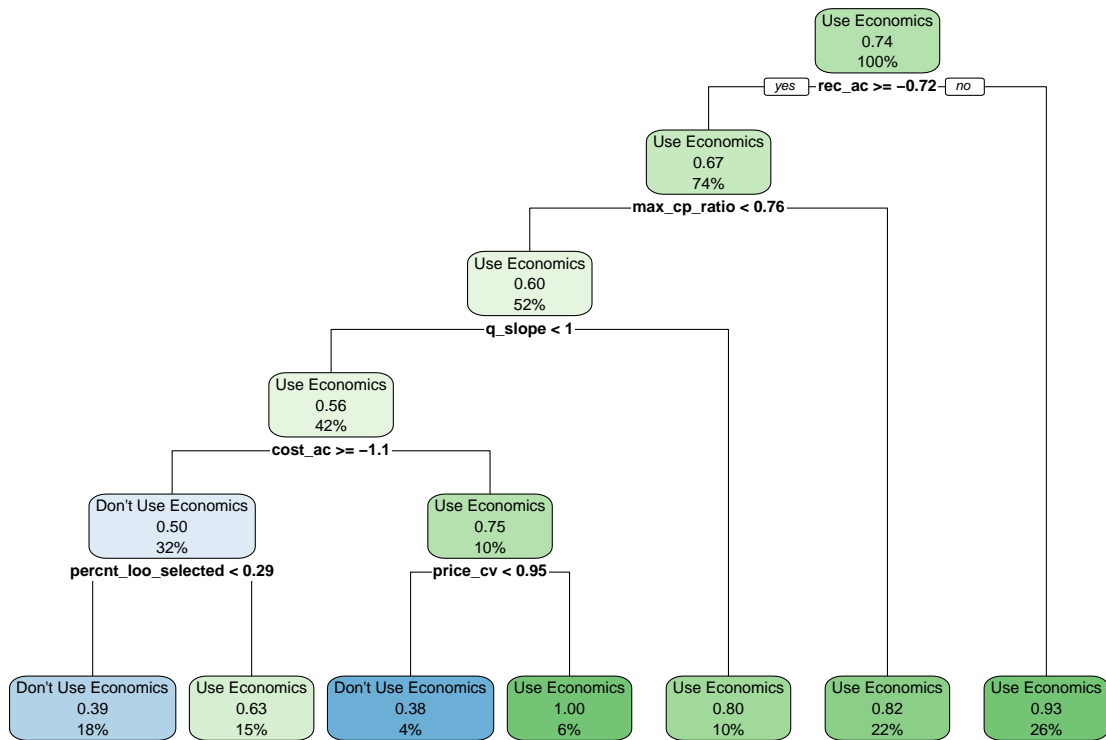 Use Economics
0.74
100%
yes rec_ac >= −0.72 no
Use Economics
0.67
74%
max_cp_ratio < 0.76
Use Economics
0.60
52%
q_slope < 1
Use Economics
0.56
42%
cost_ac >= −1.1
Don't Use Economics
0.50
32%
percnt_loo_selected < 0.29
Use Economics
0.75
10%
price_cv < 0.95
Don't Use Economics
0.39
18%
Use Economics
0.63
15%
Don't Use Economics
0.38
4%
Use Economics
1.00
6%
Use Economics
0.80
10%
Use Economics
0.82
22%
Use Economics
0.93
26%